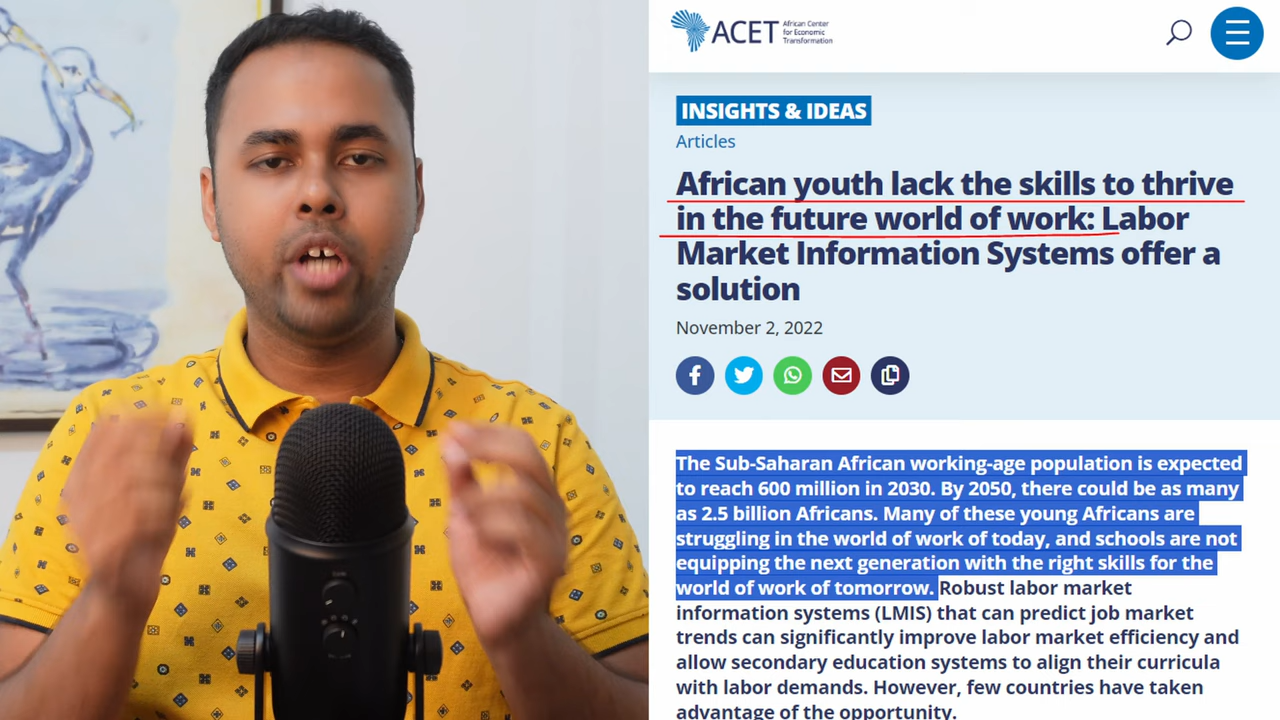 ACET
African Center
for Economic
Transformation
INSIGHTS & IDEAS
Articles
African youth lack the skills to thrive
in the future world of work: Labor
Market Information Systems offer a
solution
November 2, 2022
The Sub-Saharan African working-age population is expected
to reach 600 million in 2030. By 2050, there could be as many
as 2.5 billion Africans. Many of these young Africans are
struggling in the world of work of today, and schools are not
equipping the next generation with the right skills for the
world of work of tomorrow. Robust labor market
information systems (LMIS) that can predict job market
trends can significantly improve labor market efficiency and
allow secondary education systems to align their curricula
with labor demands. However, few countries have taken
advantage of the opportunity.